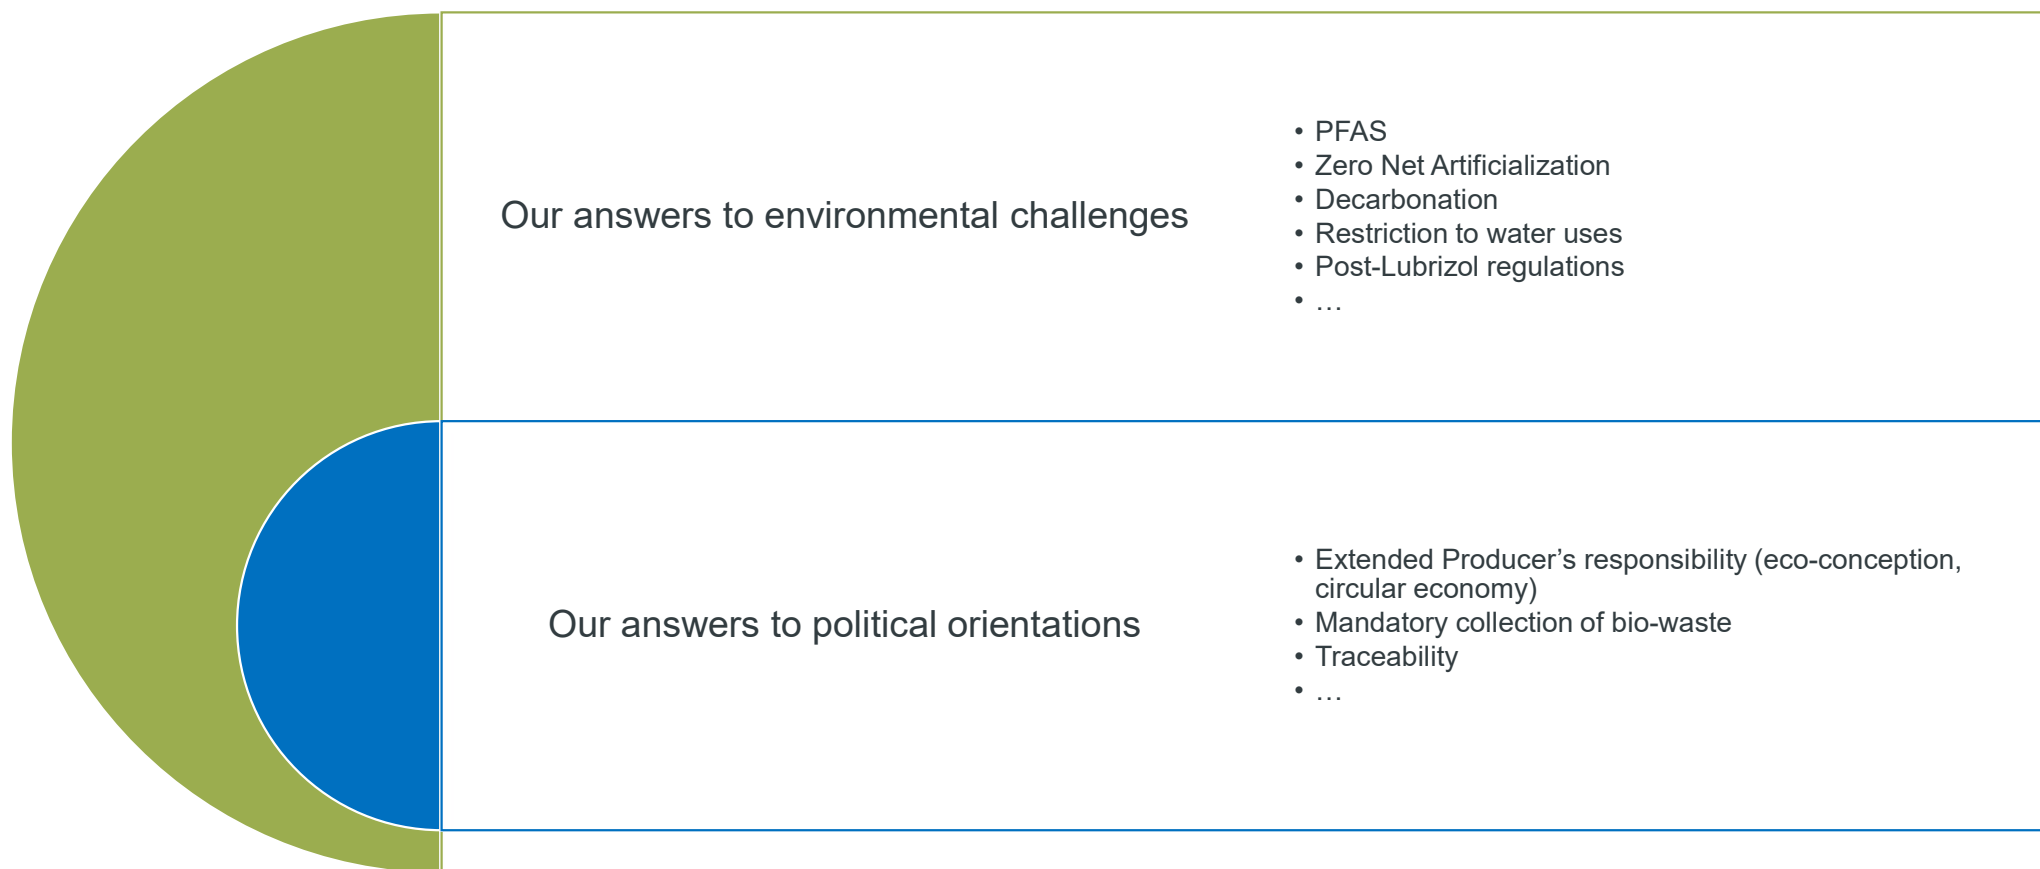 Our answers to environmental challenges
• PFAS
• Zero Net Artificialization
• Decarbonation
• Restriction to water uses
• Post-Lubrizol regulations
• …
Our answers to political orientations
• Extended Producer’s responsibility (eco-conception,
circular economy)
• Mandatory collection of bio-waste
• Traceability
• …